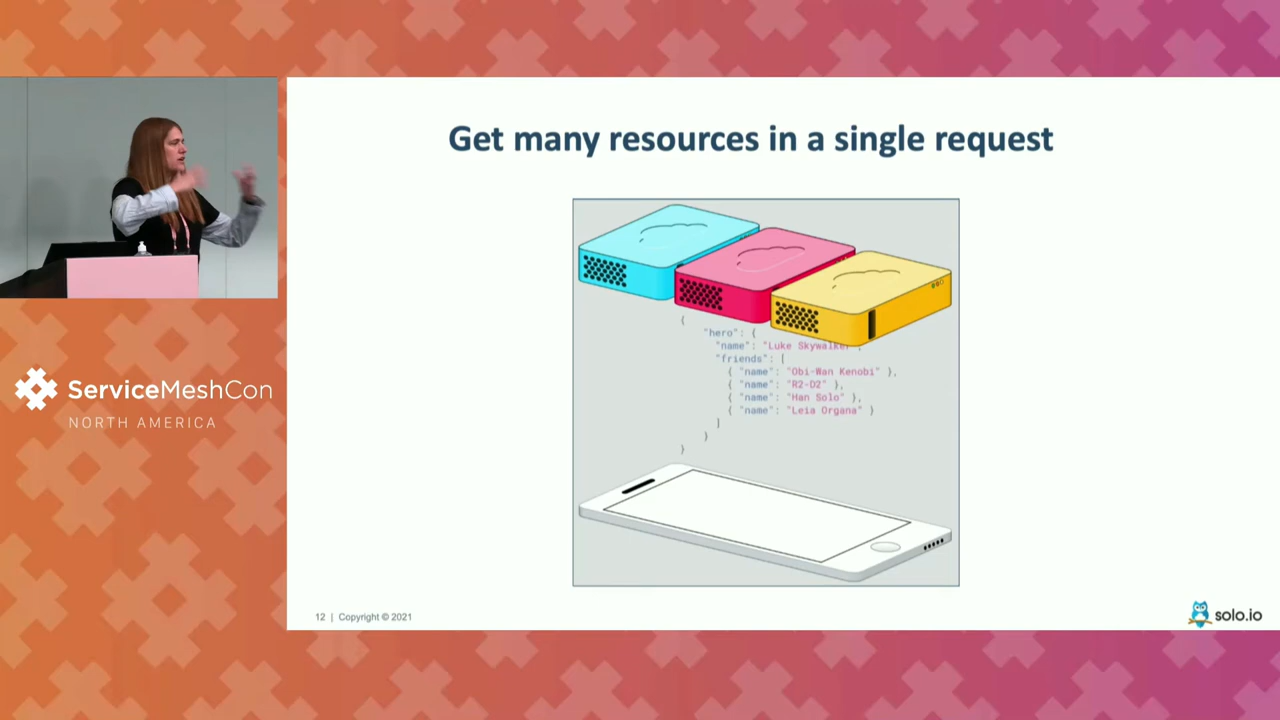 Get many resources in a single request
{
"hero": {
"name": "Luke Skywalker",
"friends": [
{ "name": "Obi-Wan Kenobi" },
{ "name": "R2-D2" },
{ "name": "Han Solo" },
{ "name": "Leia Organa" }
]
}
}
ServiceMeshCon
NORTH AMERICA
12 | Copyright © 2021
solo.io